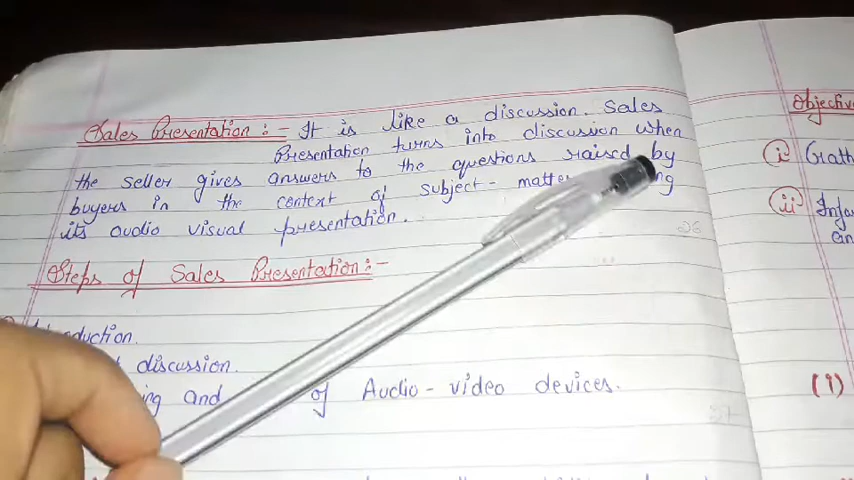 Sales Presentation :- It is like a discussion. Sales
Presentation turns into discussion when
the seller gives answers to the questions raised by
buyers in the context of subject-matter
its audio visual presentation.
Steps of Sales Presentation :-
discussion.
and of Audio-video devices.
(i)
(ii)
(i)